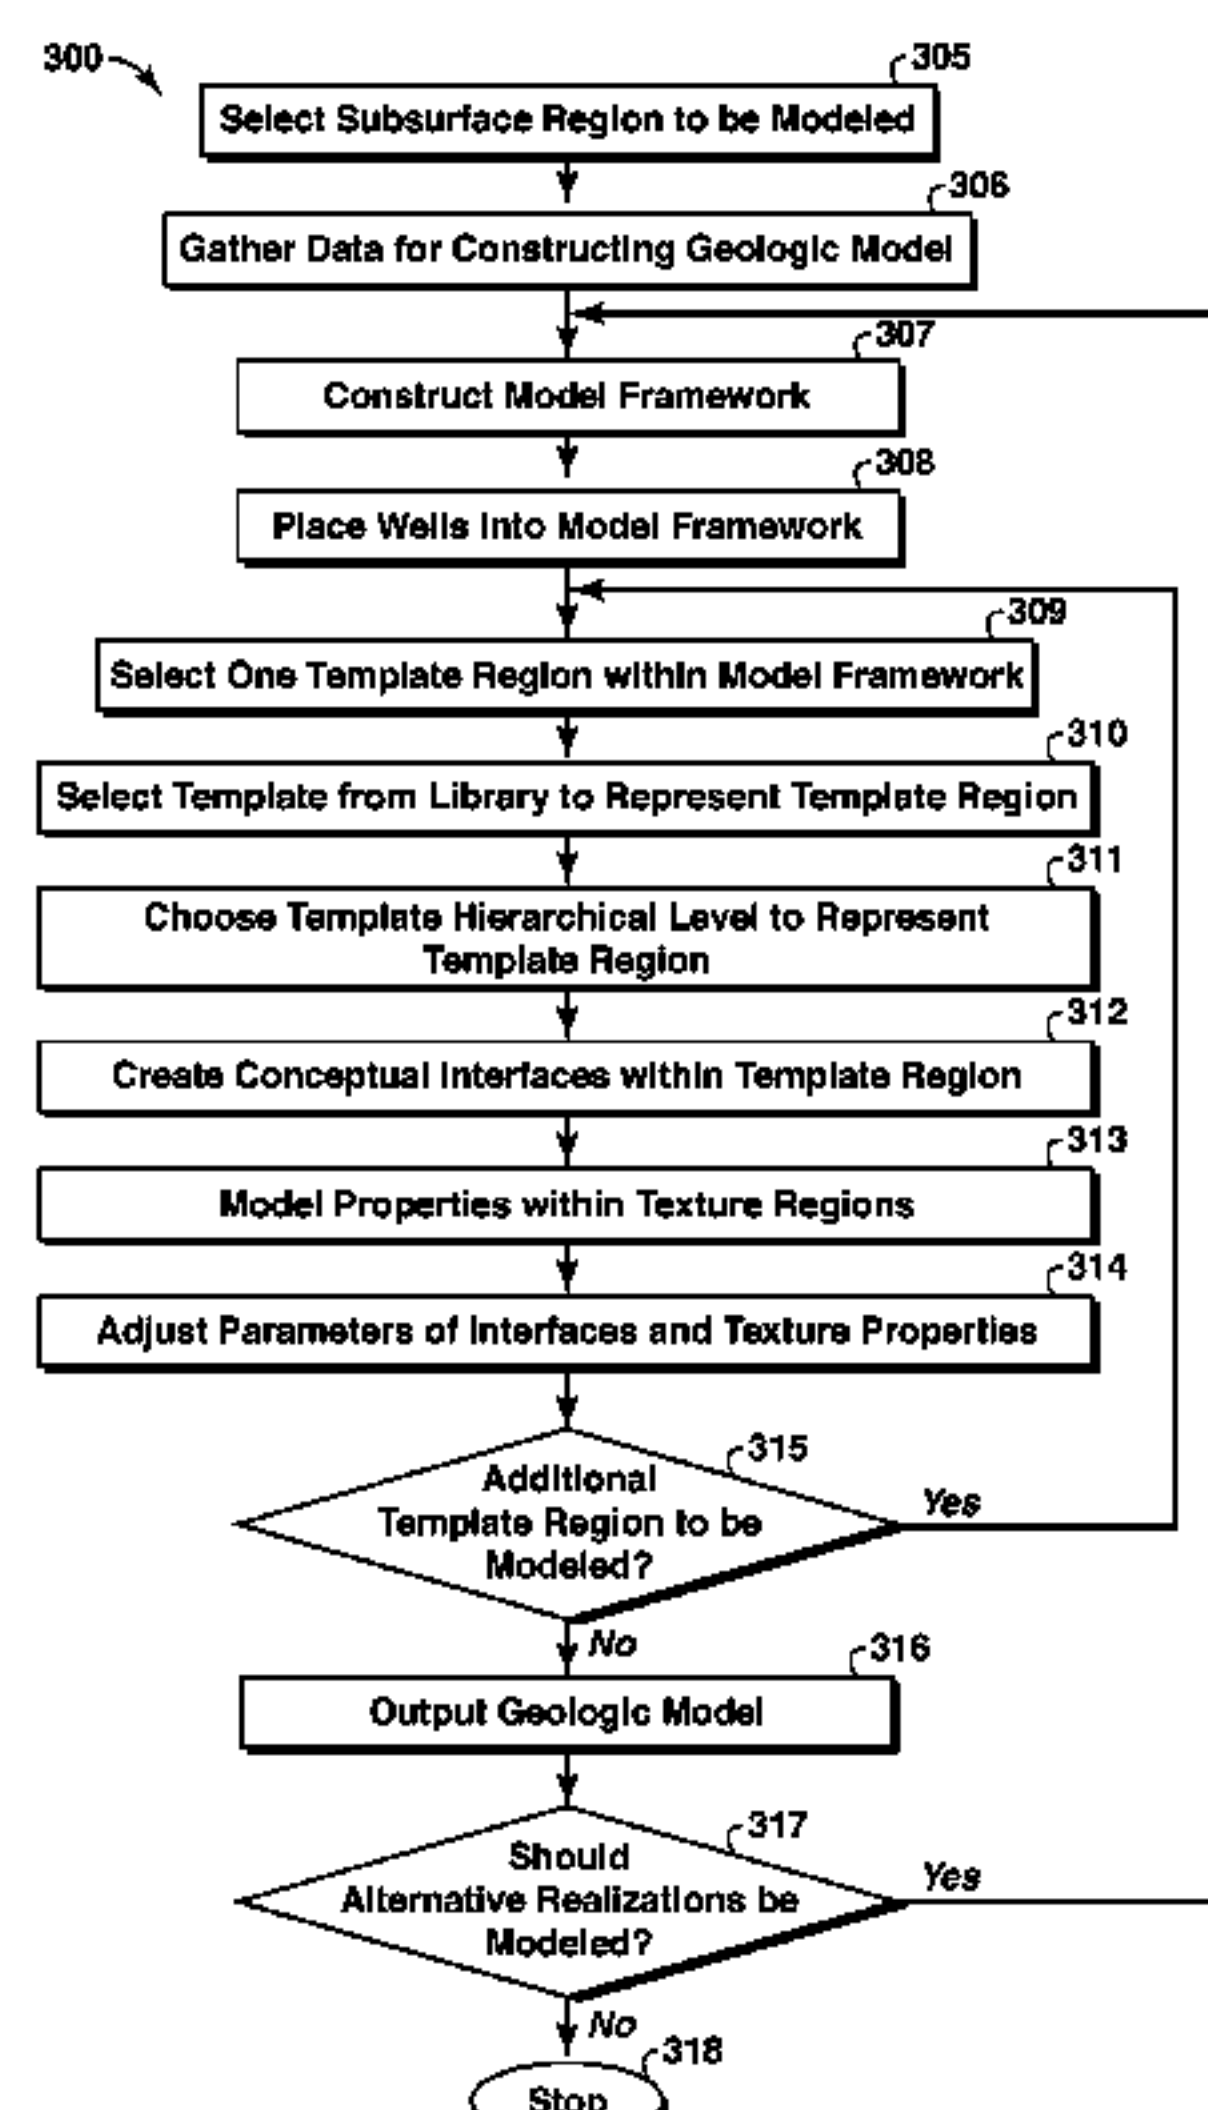 300
305
Select Subsurface Region to be Modeled
306
Gather Data for Constructing Geologic Model
307
Construct Model Framework
308
Place Wells into Model Framework
309
Select One Template Region within Model Framework
310
Select Template from Library to Represent Template Region
311
Choose Template Hierarchical Level to Represent
Template Region
312
Create Conceptual Interfaces within Template Region
313
Model Properties within Texture Regions
314
Adjust Parameters of Interfaces and Texture Properties
315
Additional
Template Region to be
Modeled?
Yes
No
316
Output Geologic Model
317
Should
Alternative Realizations be
Modeled?
Yes
No
318
Stop